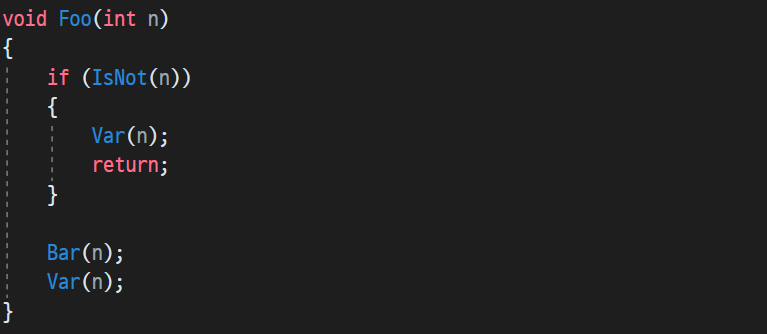 void Foo(int n)
{
    if (IsNot(n))
    {
        Var(n);
        return;
    }

    Bar(n);
    Var(n);
}